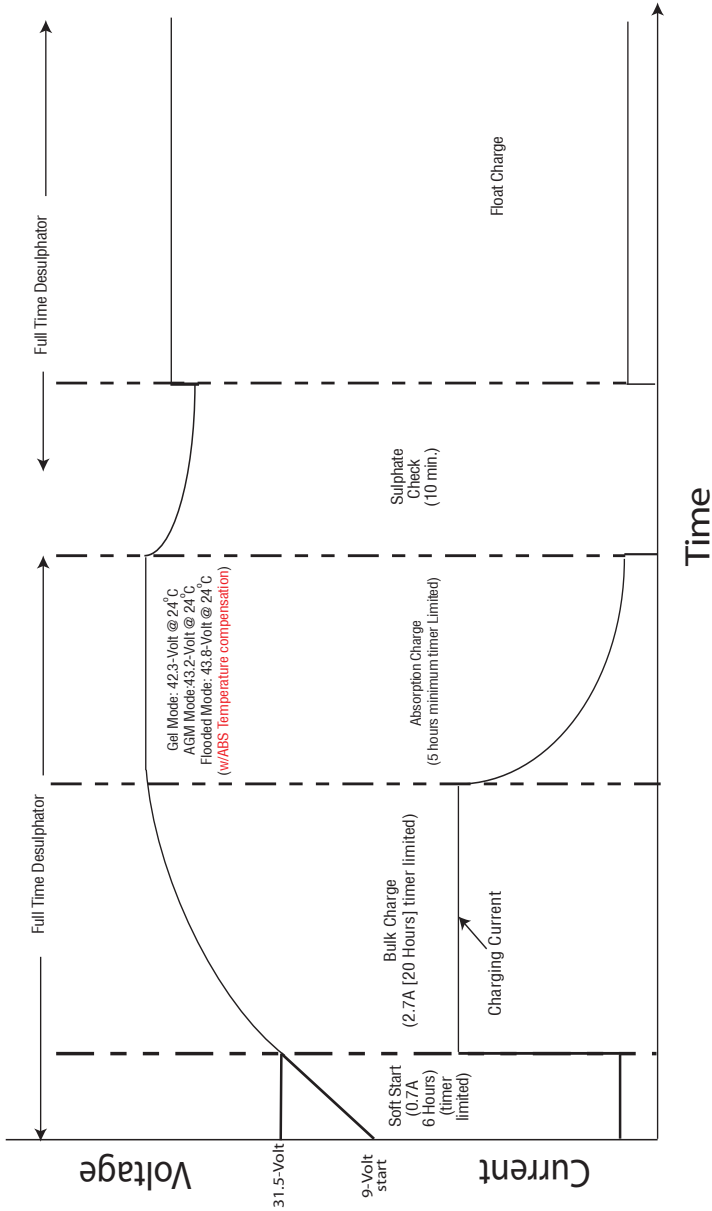 Full Time Desulphator
Full Time Desulphator
Voltage
31.5-Volt
9-Volt
start
Current
Gel Mode: 42.3-Volt @ 24°C
AGM Mode:43.2-Volt @ 24°C
Flooded Mode: 43.8-Volt @ 24°C
(w/ABS Temperature compensation)
Soft Start
(0.7A
6 Hours)
(timer
limited)
Bulk Charge
(2.7A [20 Hours] timer limited)
Charging Current
Absorption Charge
(5 hours minimum timer Limited)
Sulphate
Check
(10 min.)
Float Charge
Time